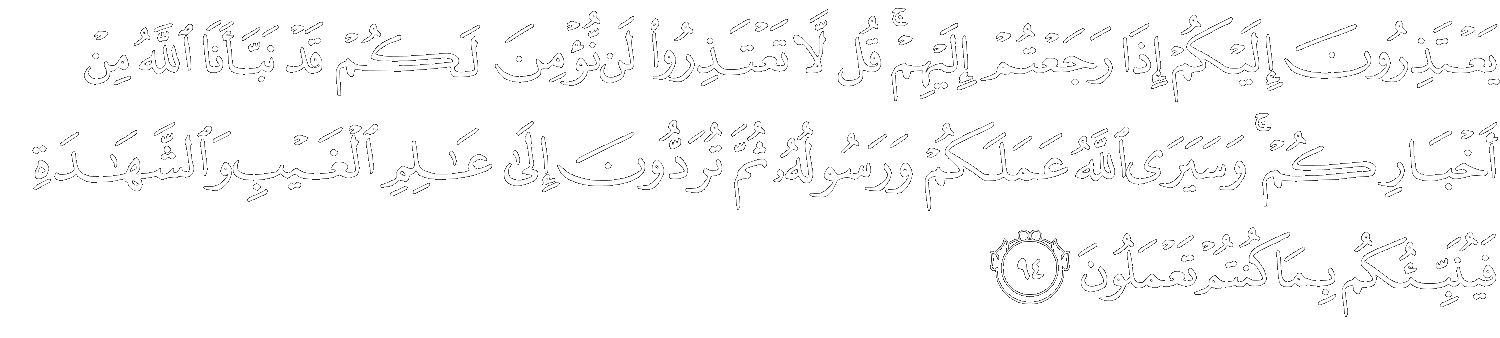 يَعْتَذِرُونَ إِلَيْكُمْ إِذَا رَجَعْتُمْ إِلَيْهِمْ ۚ قُل لَّا تَعْتَذِرُوا۟ لَن نُّؤْمِنَ لَكُمْ قَدْ نَبَّأَنَا ٱللَّهُ مِنْ
أَخْبَارِكُمْ ۚ وَسَيَرَى ٱللَّهُ عَمَلَكُمْ وَرَسُولُهُۥ ثُمَّ تُرَدُّونَ إِلَىٰ عَـٰلِمِ ٱلْغَيْبِ وَٱلشَّهَـٰدَةِ
فَيُنَبِّئُكُم بِمَا كُنتُمْ تَعْمَلُونَ ٩٤